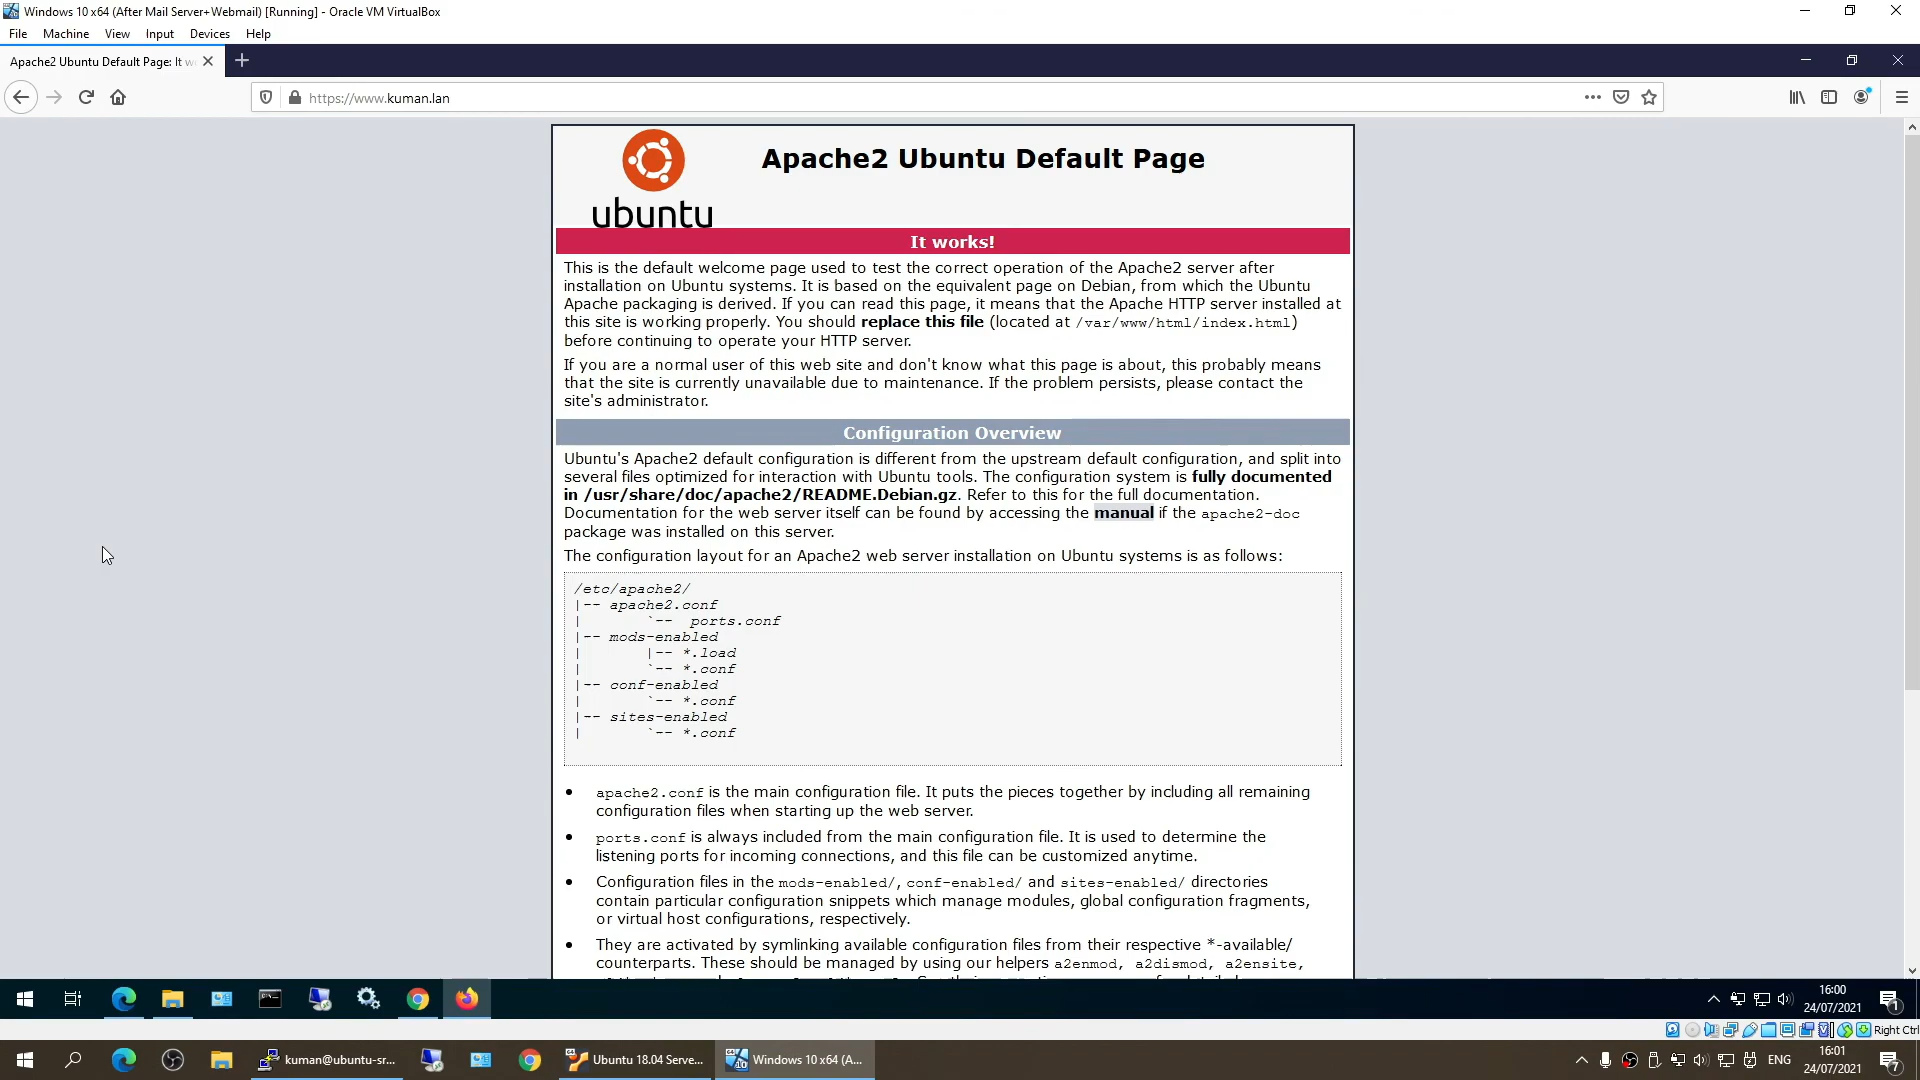 Windows 10 x64 (After Mail Server+Webmail) [Running] - Oracle VM VirtualBox
File Machine View Input Devices Help
Apache2 Ubuntu Default Page: It w
https://www.kuman.lan
ubuntu
Apache2 Ubuntu Default Page
It works!
This is the default welcome page used to test the correct operation of the Apache2 server after
installation on Ubuntu systems. It is based on the equivalent page on Debian, from which the Ubuntu
Apache packaging is derived. If you can read this page, it means that the Apache HTTP server installed at
this site is working properly. You should replace this file (located at /var/www/html/index.html)
before continuing to operate your HTTP server.
If you are a normal user of this web site and don't know what this page is about, this probably means
that the site is currently unavailable due to maintenance. If the problem persists, please contact the
site's administrator.
Configuration Overview
Ubuntu's Apache2 default configuration is different from the upstream default configuration, and split into
several files optimized for interaction with Ubuntu tools. The configuration system is fully documented
in /usr/share/doc/apache2/README.Debian.gz. Refer to this for the full documentation.
Documentation for the web server itself can be found by accessing the manual if the apache2-doc
package was installed on this server.
The configuration layout for an Apache2 web server installation on Ubuntu systems is as follows:
/etc/apache2/
|-- apache2.conf
|       `--  ports.conf
|-- mods-enabled
|       |-- *.load
|       `-- *.conf
|-- conf-enabled
|       `-- *.conf
|-- sites-enabled
|       `-- *.conf
• apache2.conf is the main configuration file. It puts the pieces together by including all remaining
configuration files when starting up the web server.
• ports.conf is always included from the main configuration file. It is used to determine the
listening ports for incoming connections, and this file can be customized anytime.
• Configuration files in the mods-enabled/, conf-enabled/ and sites-enabled/ directories
contain particular configuration snippets which manage modules, global configuration fragments,
or virtual host configurations, respectively.
• They are activated by symlinking available configuration files from their respective *-available/
counterparts. These should be managed by using our helpers a2enmod, a2dismod, a2ensite,
16:00
24/07/2021
1
Right Ctrl
kuman@ubuntu-sr...
Ubuntu 18.04 Serve...
Windows 10 x64 (A...
ENG
16:01
24/07/2021
7